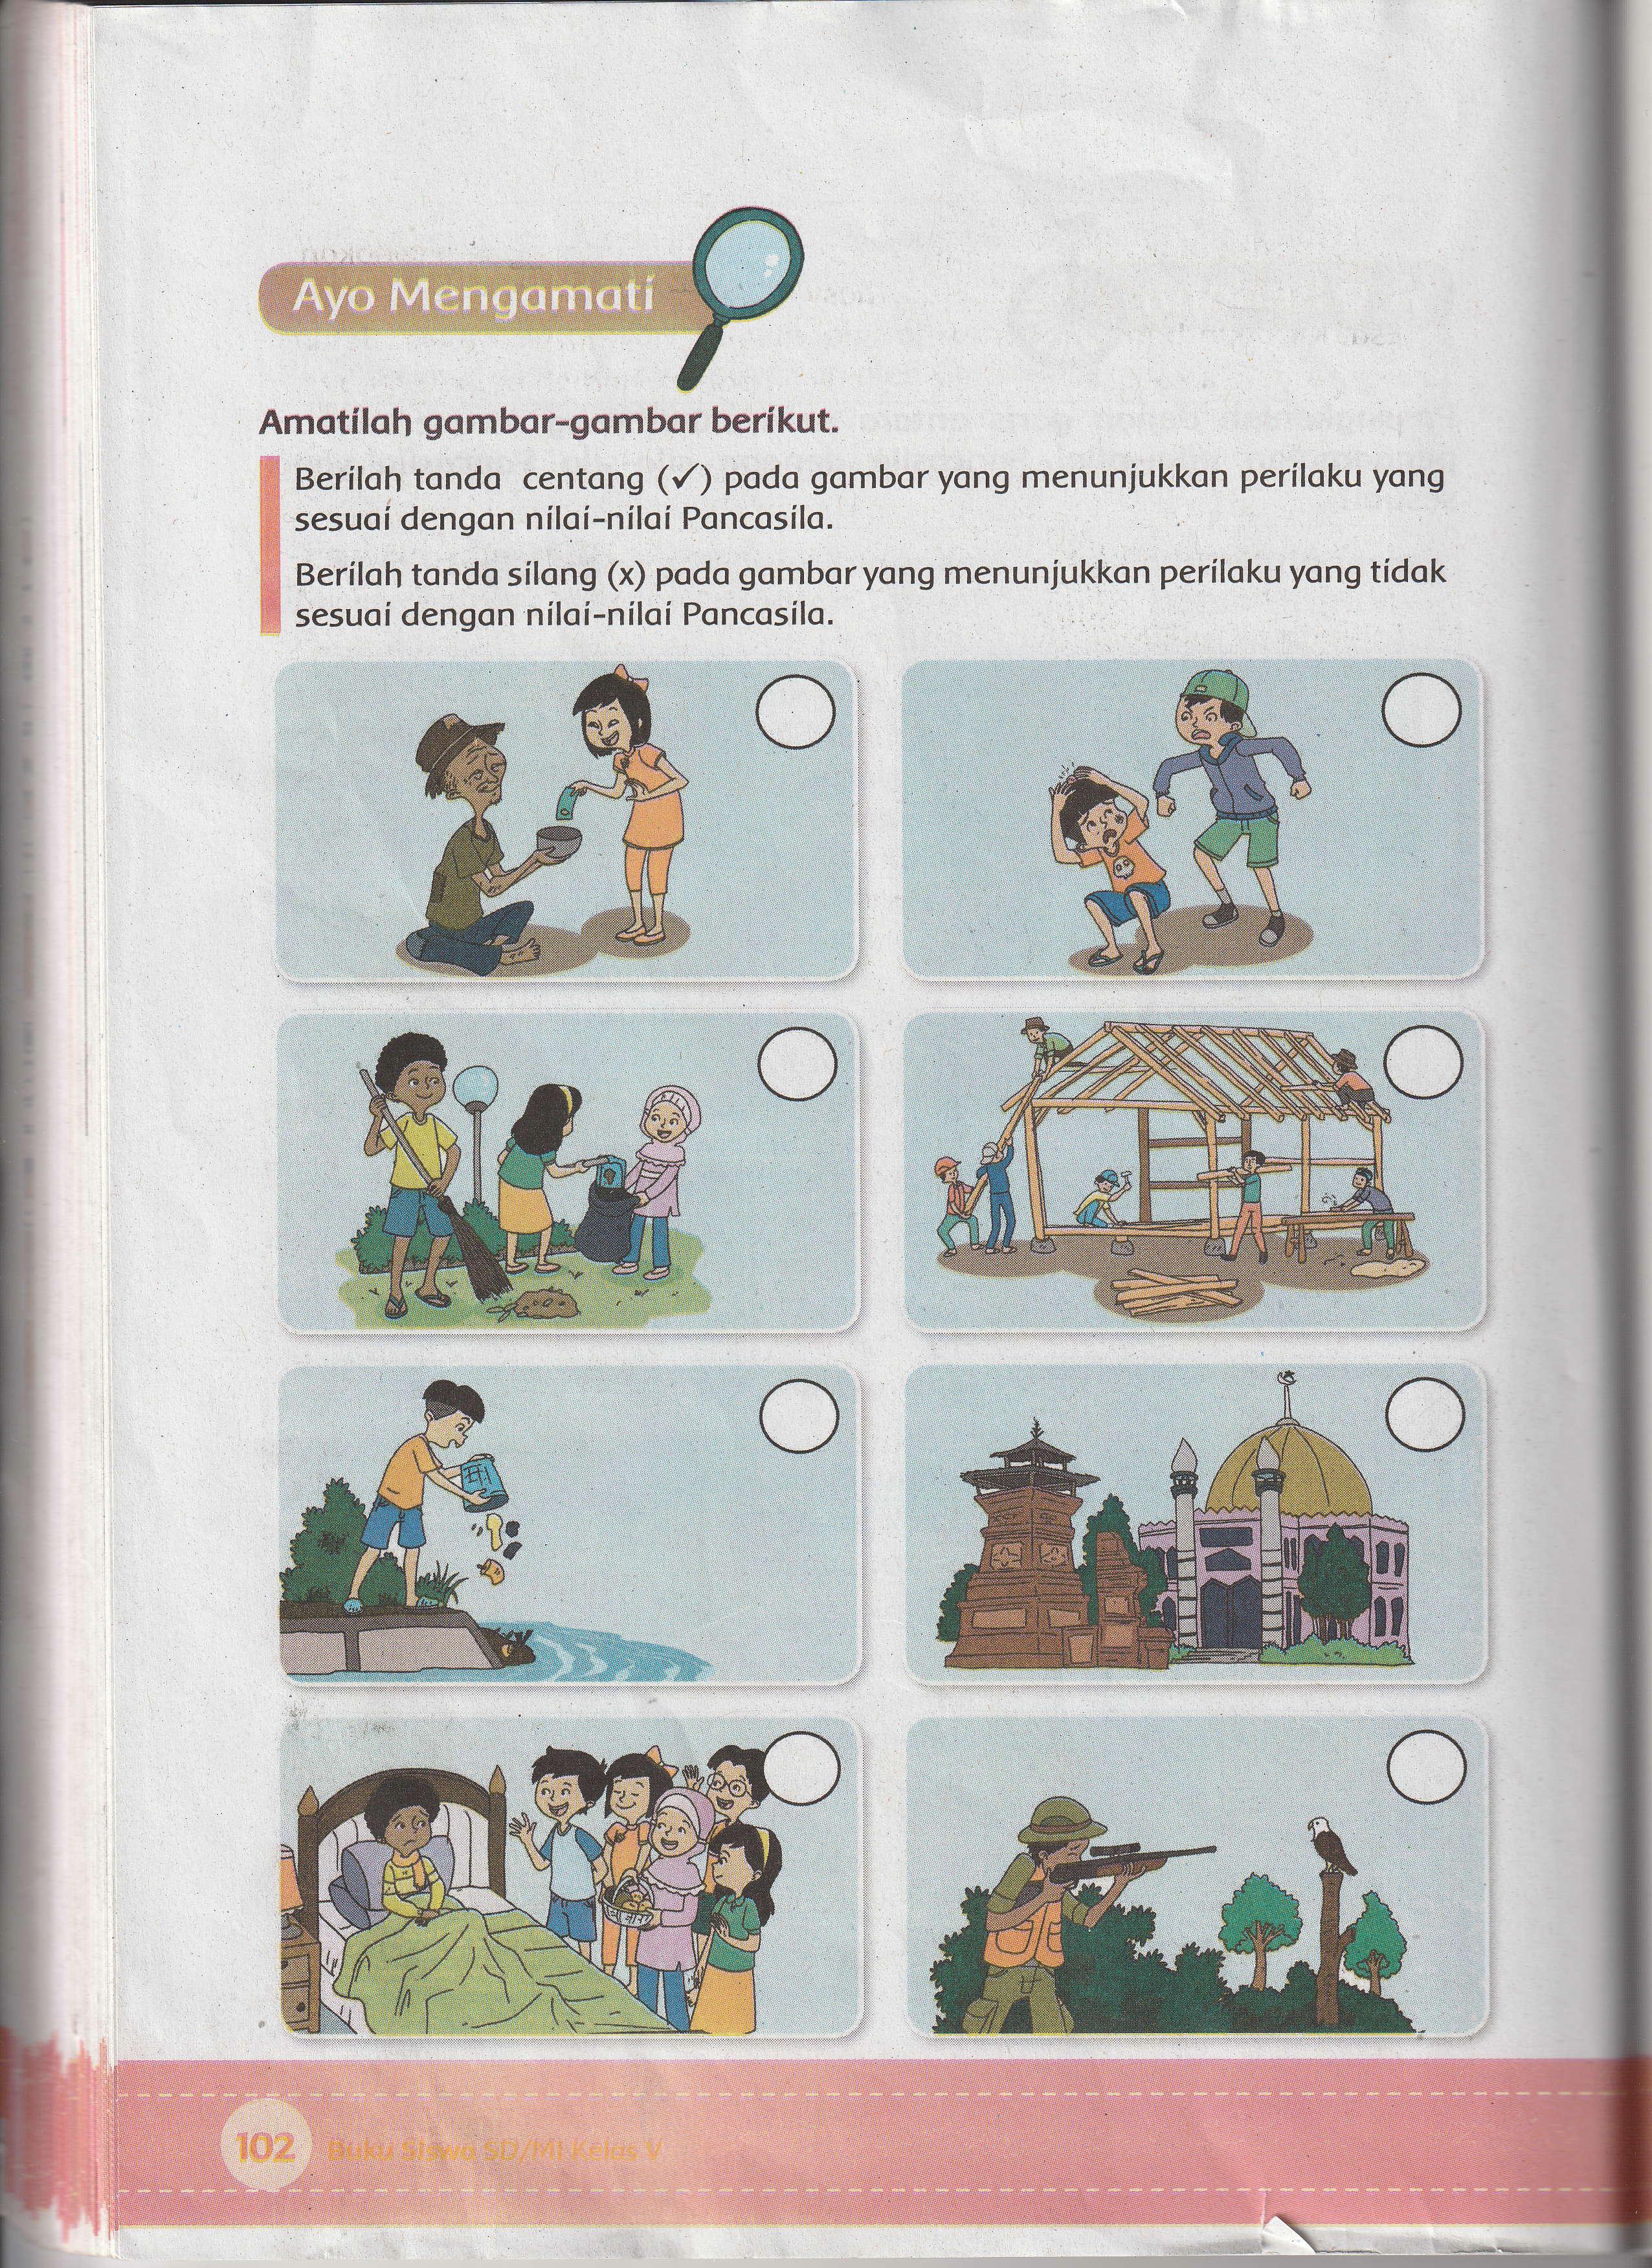 Ayo Mengamati
Amatilah gambar-gambar berikut.
Berilah tanda centang (✓) pada gambar yang menunjukkan perilaku yang
sesuai dengan nilai-nilai Pancasila.
Berilah tanda silang (x) pada gambar yang menunjukkan perilaku yang tidak
sesuai dengan nilai-nilai Pancasila.
102 Buku Siswa SD/MI Kelas V